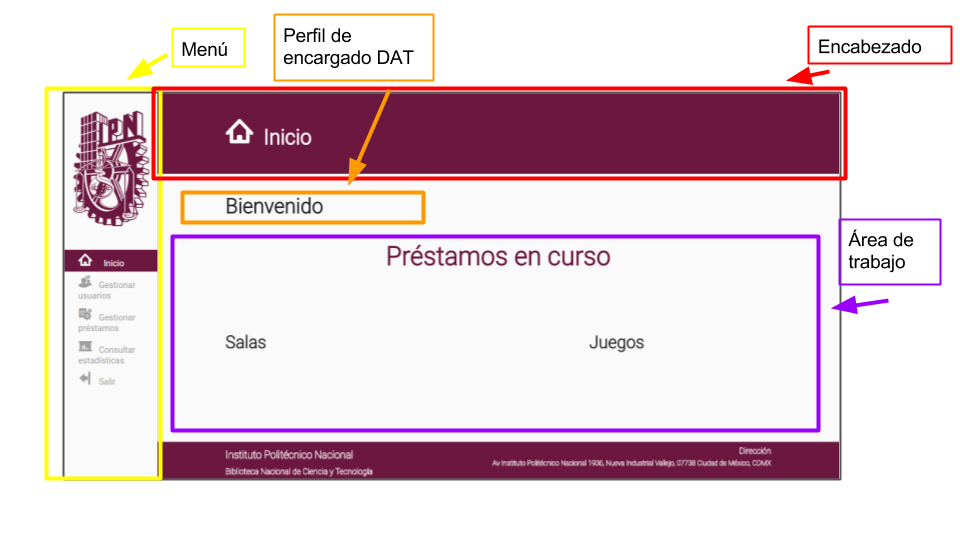 Menú
Perfil de
encargado DAT
Encabezado
IPN
Inicio
Bienvenido
Préstamos en curso
Área de
trabajo
Inicio
Gestionar
usuarios
Gestionar
préstamos
Consultar
estadísticas
Salir
Salas
Juegos
Instituto Politécnico Nacional
Biblioteca Nacional de Ciencia y Tecnología
Dirección
Av Instituto Politécnico Nacional 1936, Nueva Industrial Vallejo, 07738 Ciudad de México, CDMX